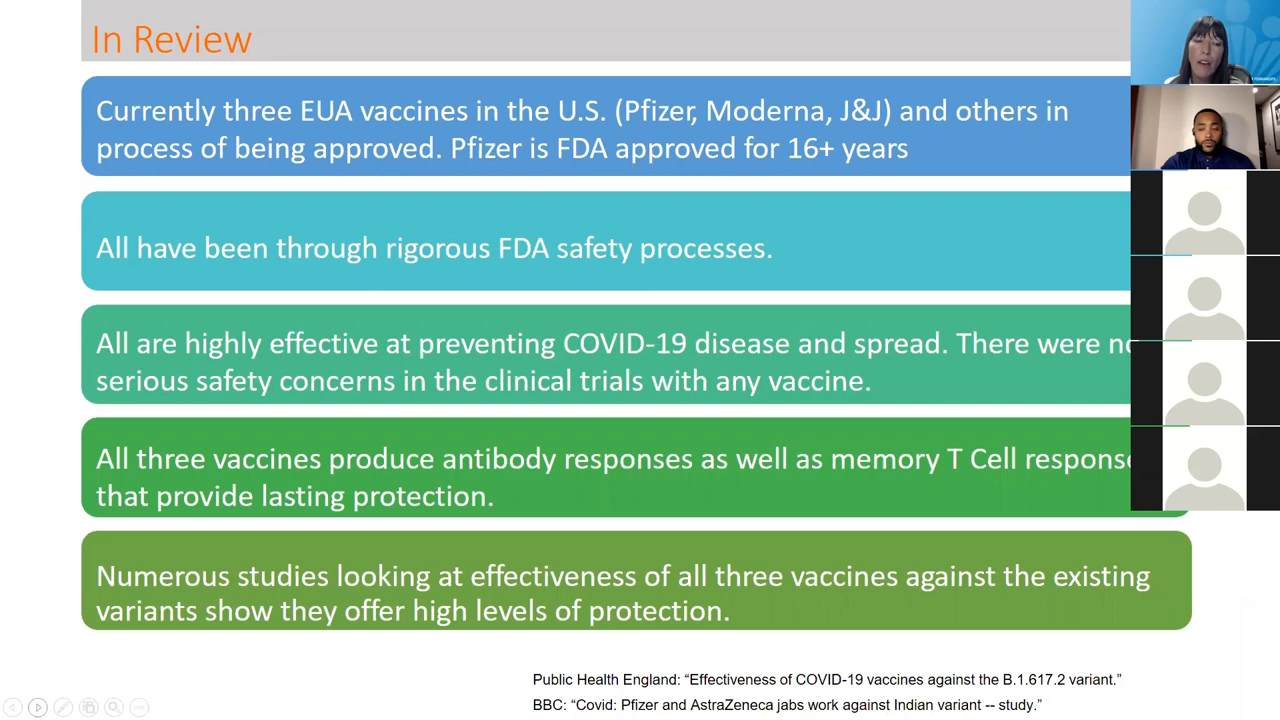 In Review
Currently three EUA vaccines in the U.S. (Pfizer, Moderna, J&J) and others in
process of being approved. Pfizer is FDA approved for 16+ years
All have been through rigorous FDA safety processes.
All are highly effective at preventing COVID-19 disease and spread. There were no
serious safety concerns in the clinical trials with any vaccine.
All three vaccines produce antibody responses as well as memory T Cell respons
that provide lasting protection.
Numerous studies looking at effectiveness of all three vaccines against the existing
variants show they offer high levels of protection.
Public Health England: “Effectiveness of COVID-19 vaccines against the B.1.617.2 variant.”
BBC: “Covid: Pfizer and AstraZeneca jabs work against Indian variant -- study.”